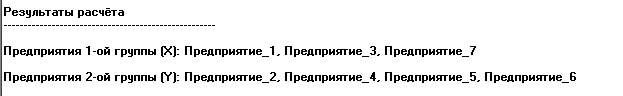 Результаты расчёта
-----------------------------------------------------
Предприятия 1-ой группы (X): Предприятие_1, Предприятие_3, Предприятие_7
Предприятия 2-ой группы (Y): Предприятие_2, Предприятие_4, Предприятие_5, Предприятие_6